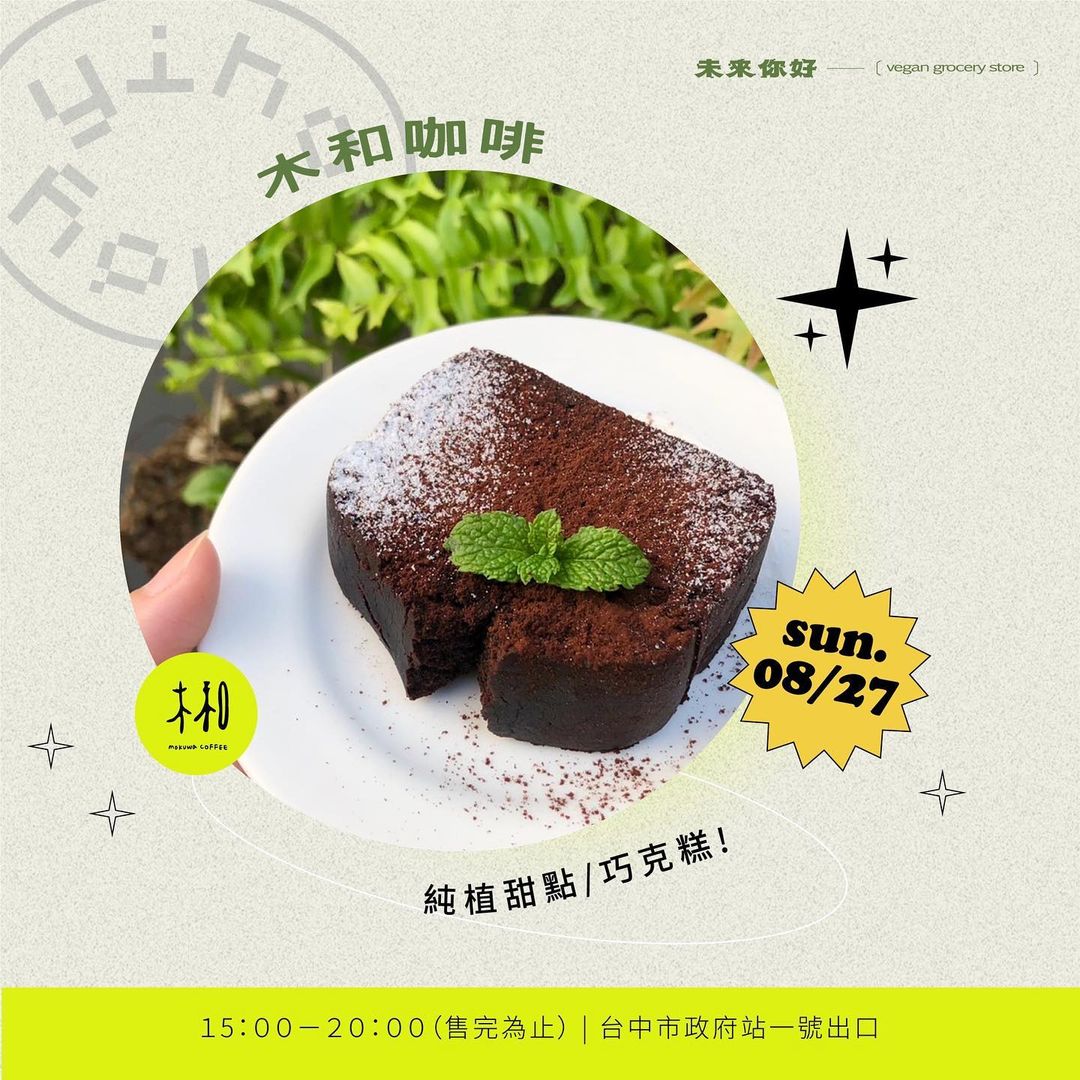 未來你好 —— 〔 vegan grocery store 〕
木和咖啡
sun.
08/27
木和
MOKUWA COFFEE
純植甜點/巧克糕!
15:00－20:00(售完為止) | 台中市政府站一號出口